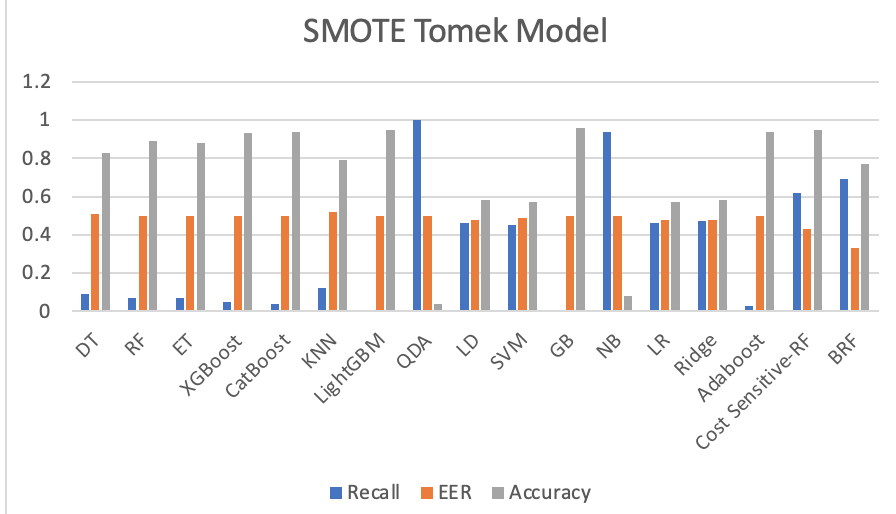 SMOTE Tomek Model
1.2
1
0.8
0.6
0.4
0.2
0
DT
RF
ET
XGBoost
CatBoost
KNN
LightGBM
QDA
LD
SVM
GB
NB
LR
Ridge
Adaboost
Cost Sensitive-RF
BRF
Recall EER Accuracy